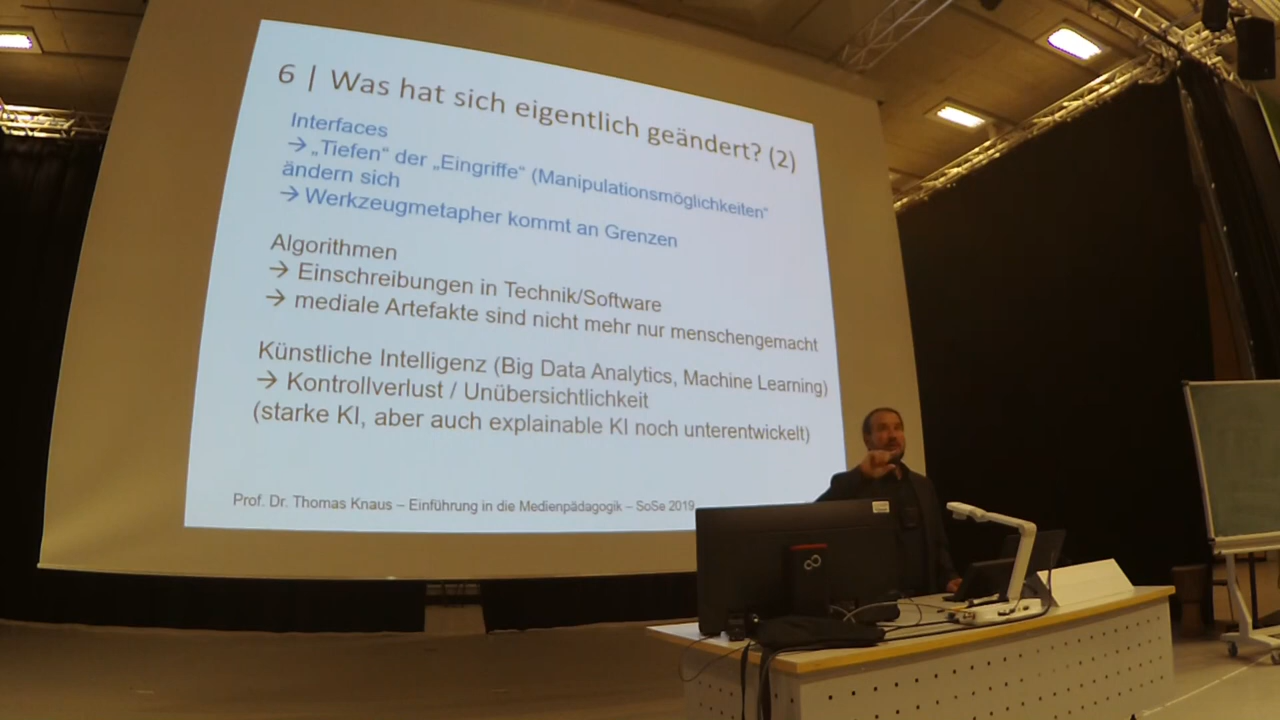 6 | Was hat sich eigentlich geändert? (2)
Interfaces
→ „Tiefen“ der „Eingriffe“ (Manipulationsmöglichkeiten“
ändern sich
→ Werkzeugmetapher kommt an Grenzen
Algorithmen
→ Einschreibungen in Technik/Software
→ mediale Artefakte sind nicht mehr nur menschengemacht
Künstliche Intelligenz (Big Data Analytics, Machine Learning)
→ Kontrollverlust / Unübersichtlichkeit
(starke KI, aber auch explainable KI noch unterentwickelt)
Prof. Dr. Thomas Knaus – Einführung in die Medienpädagogik – SoSe 2019